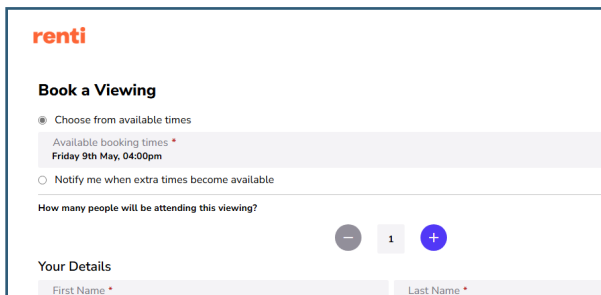 renti
Book a Viewing
Choose from available times
Available booking times *
Friday 9th May, 04:00pm
Notify me when extra times become available
How many people will be attending this viewing?
− 1 +
Your Details
First Name * Last Name *